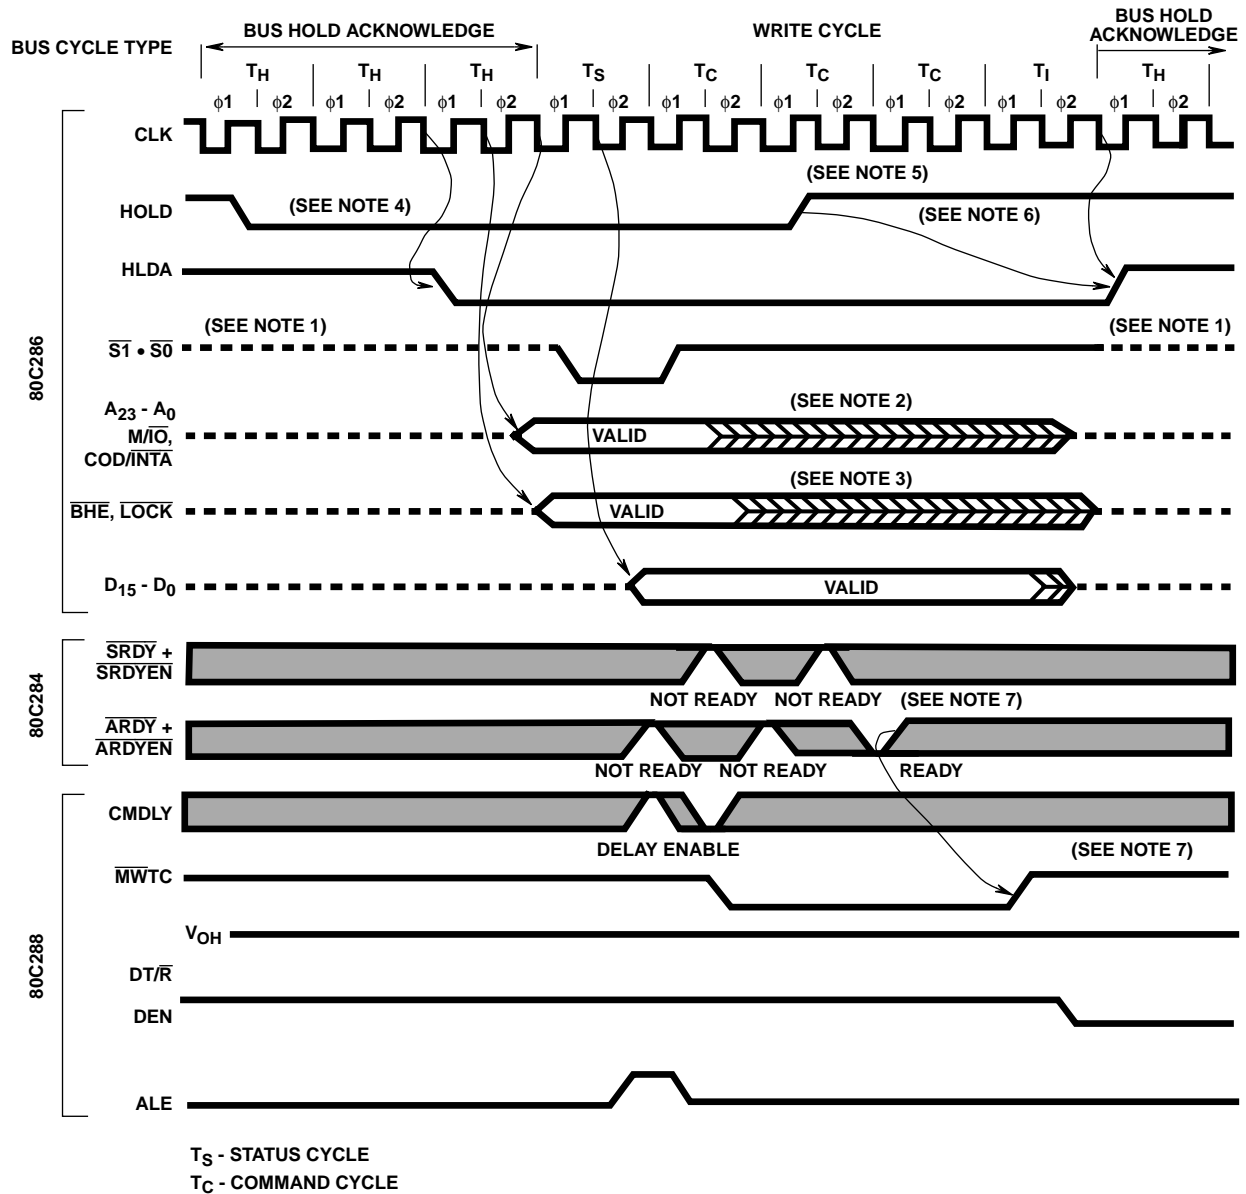 BUS CYCLE TYPE
BUS HOLD ACKNOWLEDGE
WRITE CYCLE
BUS HOLD
ACKNOWLEDGE
TH TH TH TS TC TC TC TI TH
ϕ1 ϕ2 ϕ1 ϕ2 ϕ1 ϕ2 ϕ1 ϕ2 ϕ1 ϕ2 ϕ1 ϕ2 ϕ1 ϕ2 ϕ1 ϕ2 ϕ1 ϕ2
80C286
CLK
(SEE NOTE 5)
HOLD
(SEE NOTE 4)
(SEE NOTE 6)
HLDA
(SEE NOTE 1)
(SEE NOTE 1)
S1 • S0
A23 - A0
M/IO,
COD/INTA
(SEE NOTE 2)
VALID
(SEE NOTE 3)
BHE, LOCK
VALID
D15 - D0
VALID
80C284
SRDY +
SRDYEN
NOT READY
NOT READY
(SEE NOTE 7)
ARDY +
ARDYEN
NOT READY
NOT READY
READY
80C288
CMDLY
DELAY ENABLE
(SEE NOTE 7)
MWTC
VOH
DT/R
DEN
ALE
TS - STATUS CYCLE
TC - COMMAND CYCLE